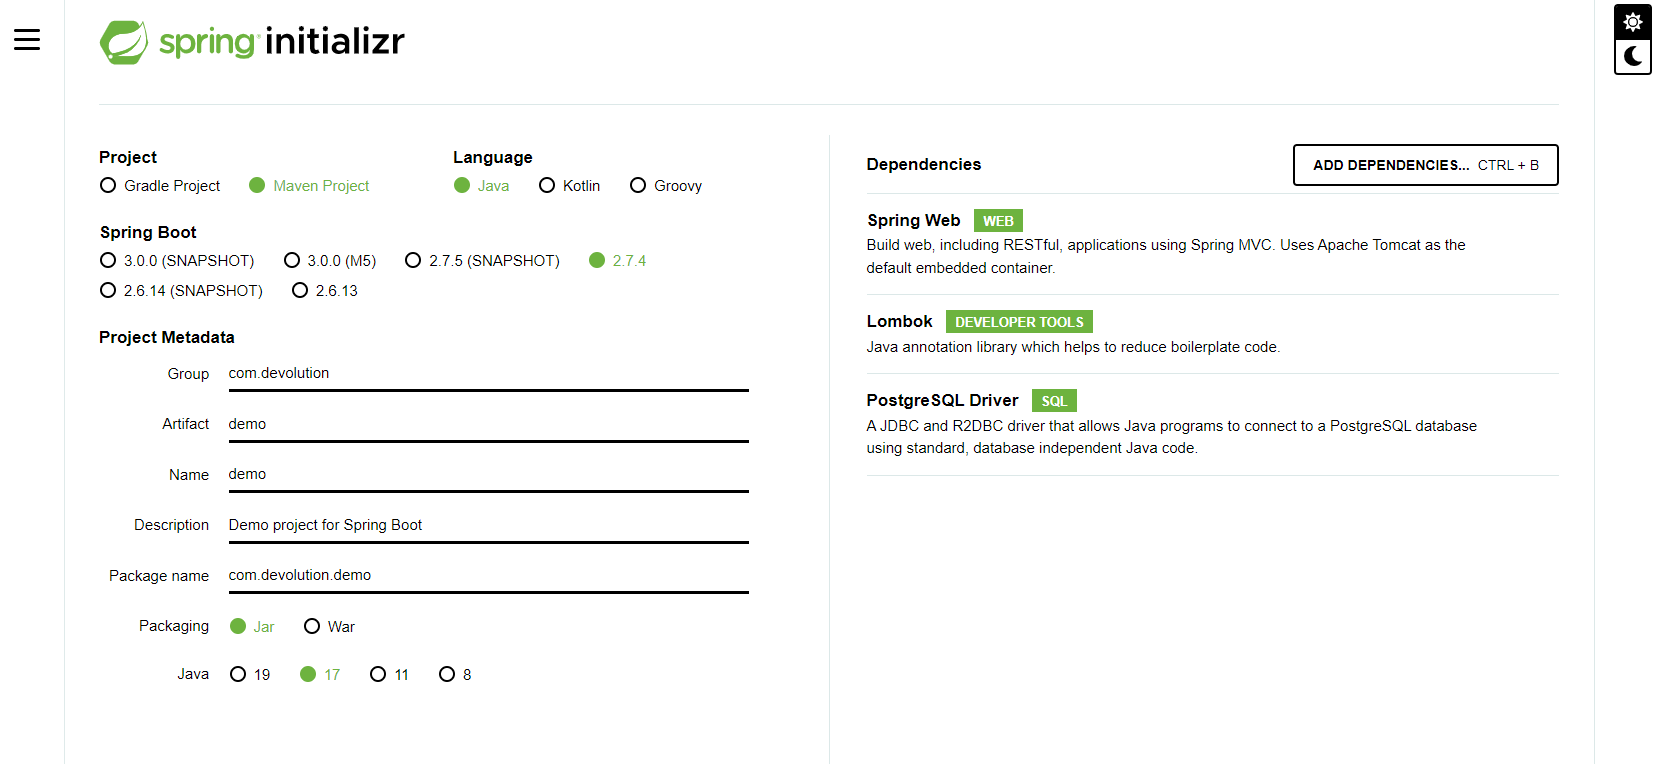 spring initializr
Project
Gradle Project Maven Project
Language
Java Kotlin Groovy
Spring Boot
3.0.0 (SNAPSHOT) 3.0.0 (M5) 2.7.5 (SNAPSHOT) 2.7.4
2.6.14 (SNAPSHOT) 2.6.13
Project Metadata
Group com.devolution
Artifact demo
Name demo
Description Demo project for Spring Boot
Package name com.devolution.demo
Packaging Jar War
Java 19 17 11 8
Dependencies
ADD DEPENDENCIES... CTRL + B
Spring Web WEB
Build web, including RESTful, applications using Spring MVC. Uses Apache Tomcat as the
default embedded container.
Lombok DEVELOPER TOOLS
Java annotation library which helps to reduce boilerplate code.
PostgreSQL Driver SQL
A JDBC and R2DBC driver that allows Java programs to connect to a PostgreSQL database
using standard, database independent Java code.